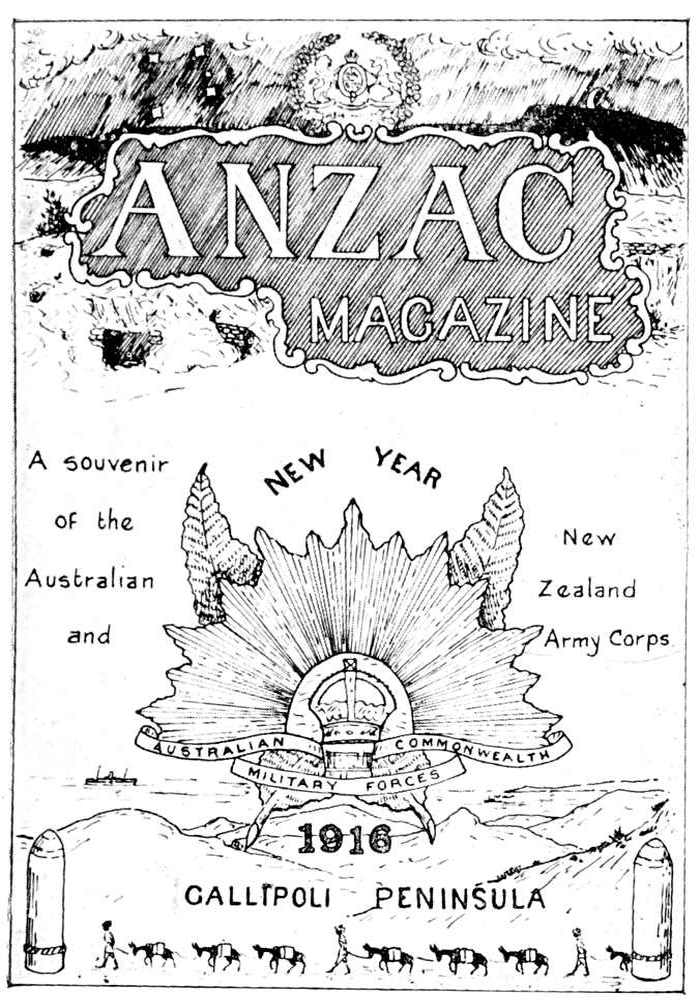 ANZAC
MAGAZINE
NEW YEAR
A souvenir
of the
Australian
and
New
Zealand
Army Corps
AUSTRALIAN COMMONWEALTH
MILITARY FORCES
1916
GALLIPOLI PENINSULA